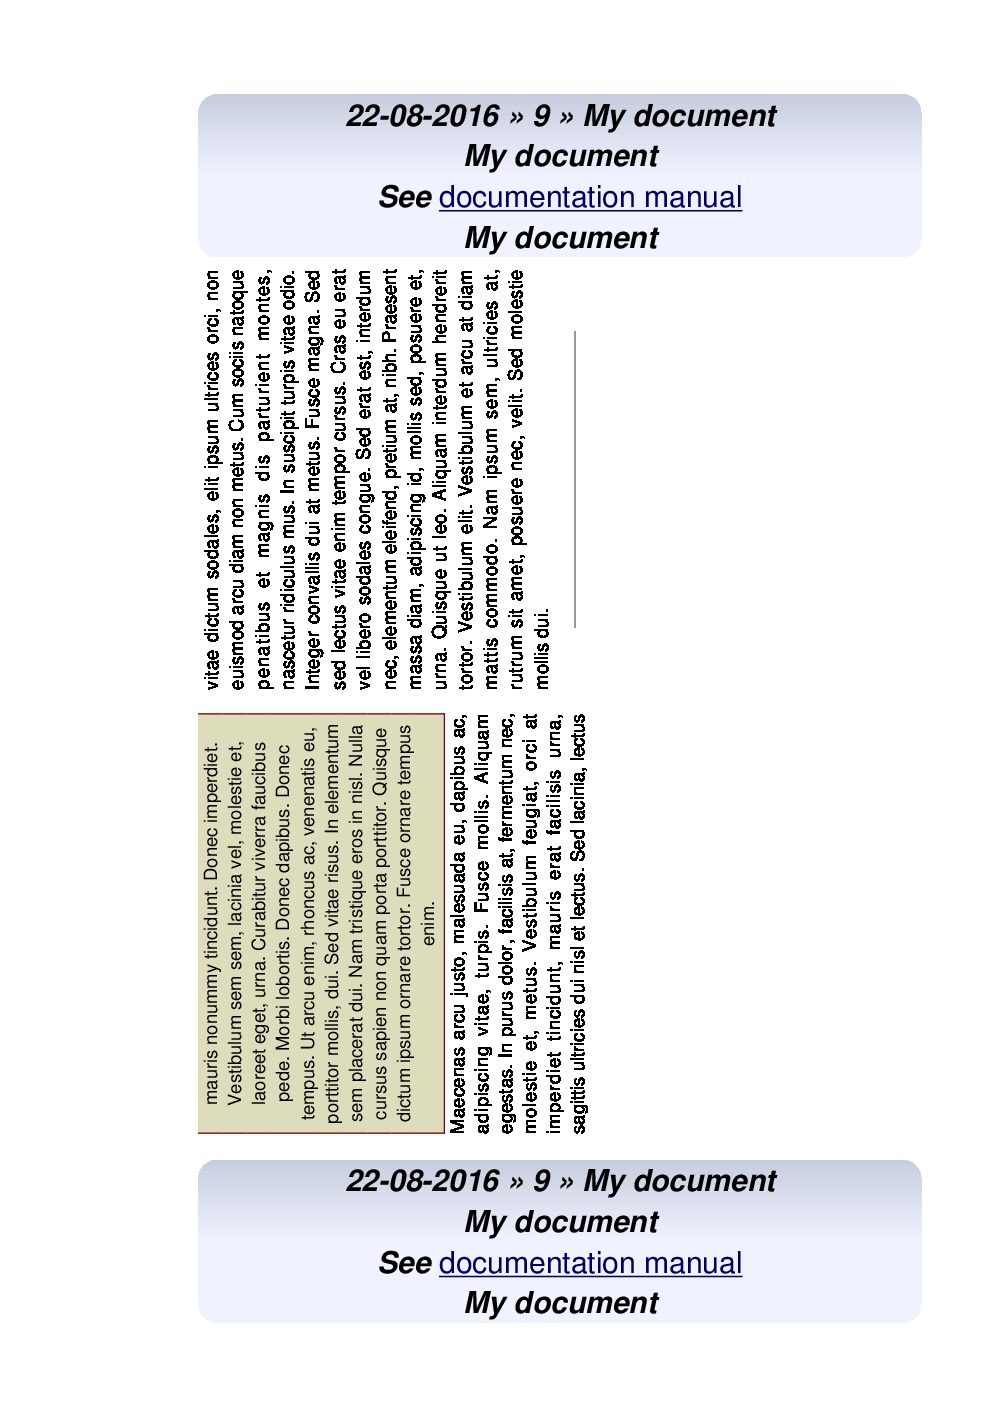 22-08-2016 » 9 » My document
My document
See documentation manual
My document
mauris nonummy tincidunt. Donec imperdiet.
Vestibulum sem sem, lacinia vel, molestie et,
laoreet eget, urna. Curabitur viverra faucibus
pede. Morbi lobortis. Donec dapibus. Donec
tempus. Ut arcu enim, rhoncus ac, venenatis eu,
porttitor mollis, dui. Sed vitae risus. In elementum
sem placerat dui. Nam tristique eros in nisl. Nulla
cursus sapien non quam porta porttitor. Quisque
dictum ipsum ornare tortor. Fusce ornare tempus
enim.
Maecenas arcu justo, malesuada eu, dapibus ac,
adipiscing vitae, turpis. Fusce mollis. Aliquam
egestas. In purus dolor, facilisis at, fermentum nec,
molestie et, metus. Vestibulum feugiat, orci at
imperdiet tincidunt, mauris erat facilisis urna,
sagittis ultricies dui nisl et lectus. Sed lacinia, lectus
vitae dictum sodales, elit ipsum ultrices orci, non
euismod arcu diam non metus. Cum sociis natoque
penatibus et magnis dis parturient montes,
nascetur ridiculus mus. In suscipit turpis vitae odio.
Integer convallis dui at metus. Fusce magna. Sed
sed lectus vitae enim tempor cursus. Cras eu erat
vel libero sodales congue. Sed erat est, interdum
nec, elementum eleifend, pretium at, nibh. Praesent
massa diam, adipiscing id, mollis sed, posuere et,
urna. Quisque ut leo. Aliquam interdum hendrerit
tortor. Vestibulum elit. Vestibulum et arcu at diam
mattis commodo. Nam ipsum sem, ultricies at,
rutrum sit amet, posuere nec, velit. Sed molestie
mollis dui.
22-08-2016 » 9 » My document
My document
See documentation manual
My document